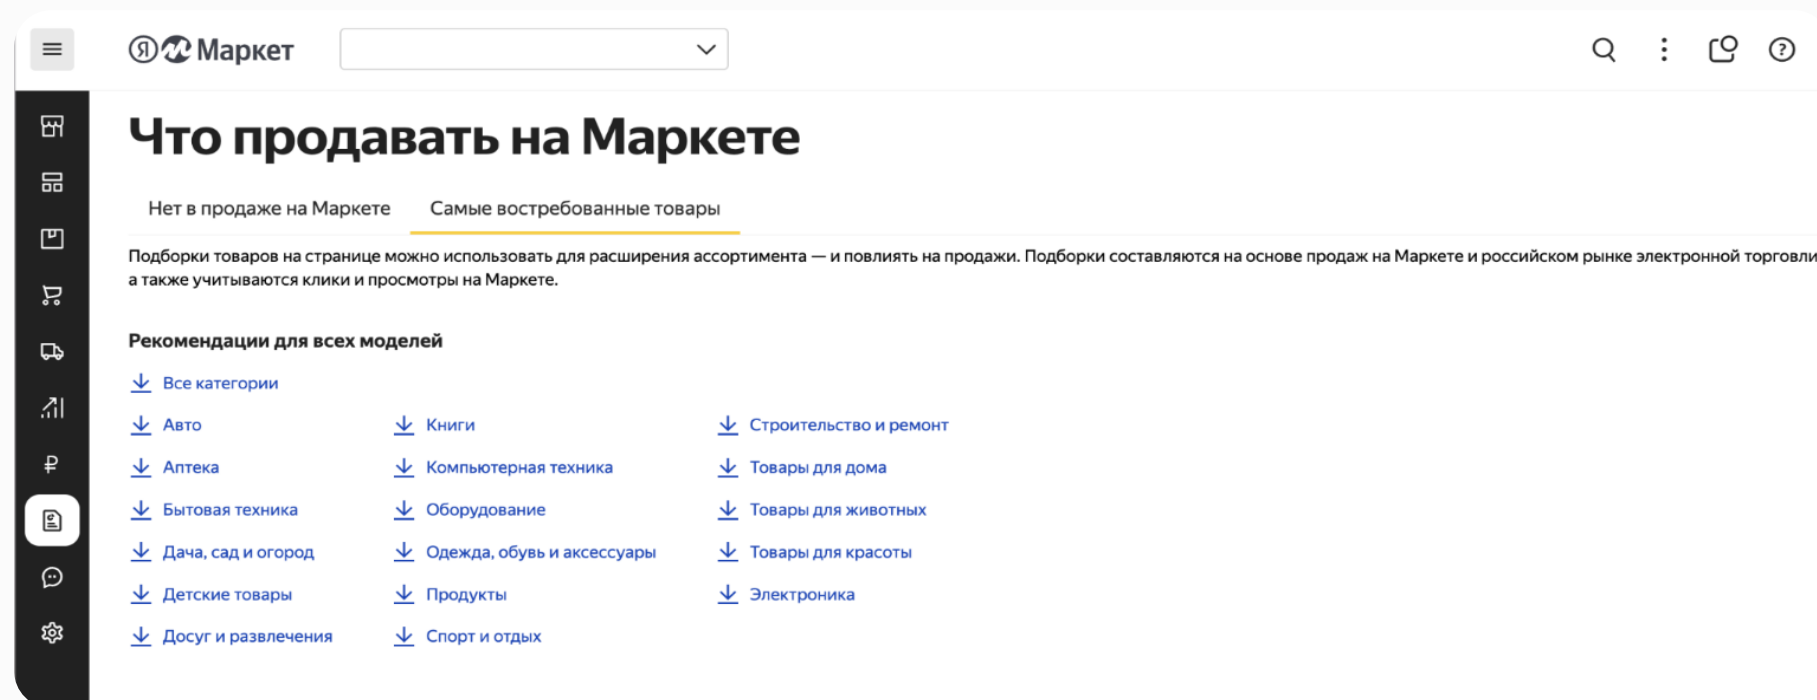 Я Маркет
Что продавать на Маркете
Нет в продаже на Маркете
Самые востребованные товары
Подборки товаров на странице можно использовать для расширения ассортимента — и повлиять на продажи. Подборки составляются на основе продаж на Маркете и российском рынке электронной торговли
а также учитываются клики и просмотры на Маркете.
Рекомендации для всех моделей
Все категории
Авто
Аптека
Бытовая техника
Дача, сад и огород
Детские товары
Досуг и развлечения
Книги
Компьютерная техника
Оборудование
Одежда, обувь и аксессуары
Продукты
Спорт и отдых
Строительство и ремонт
Товары для дома
Товары для животных
Товары для красоты
Электроника